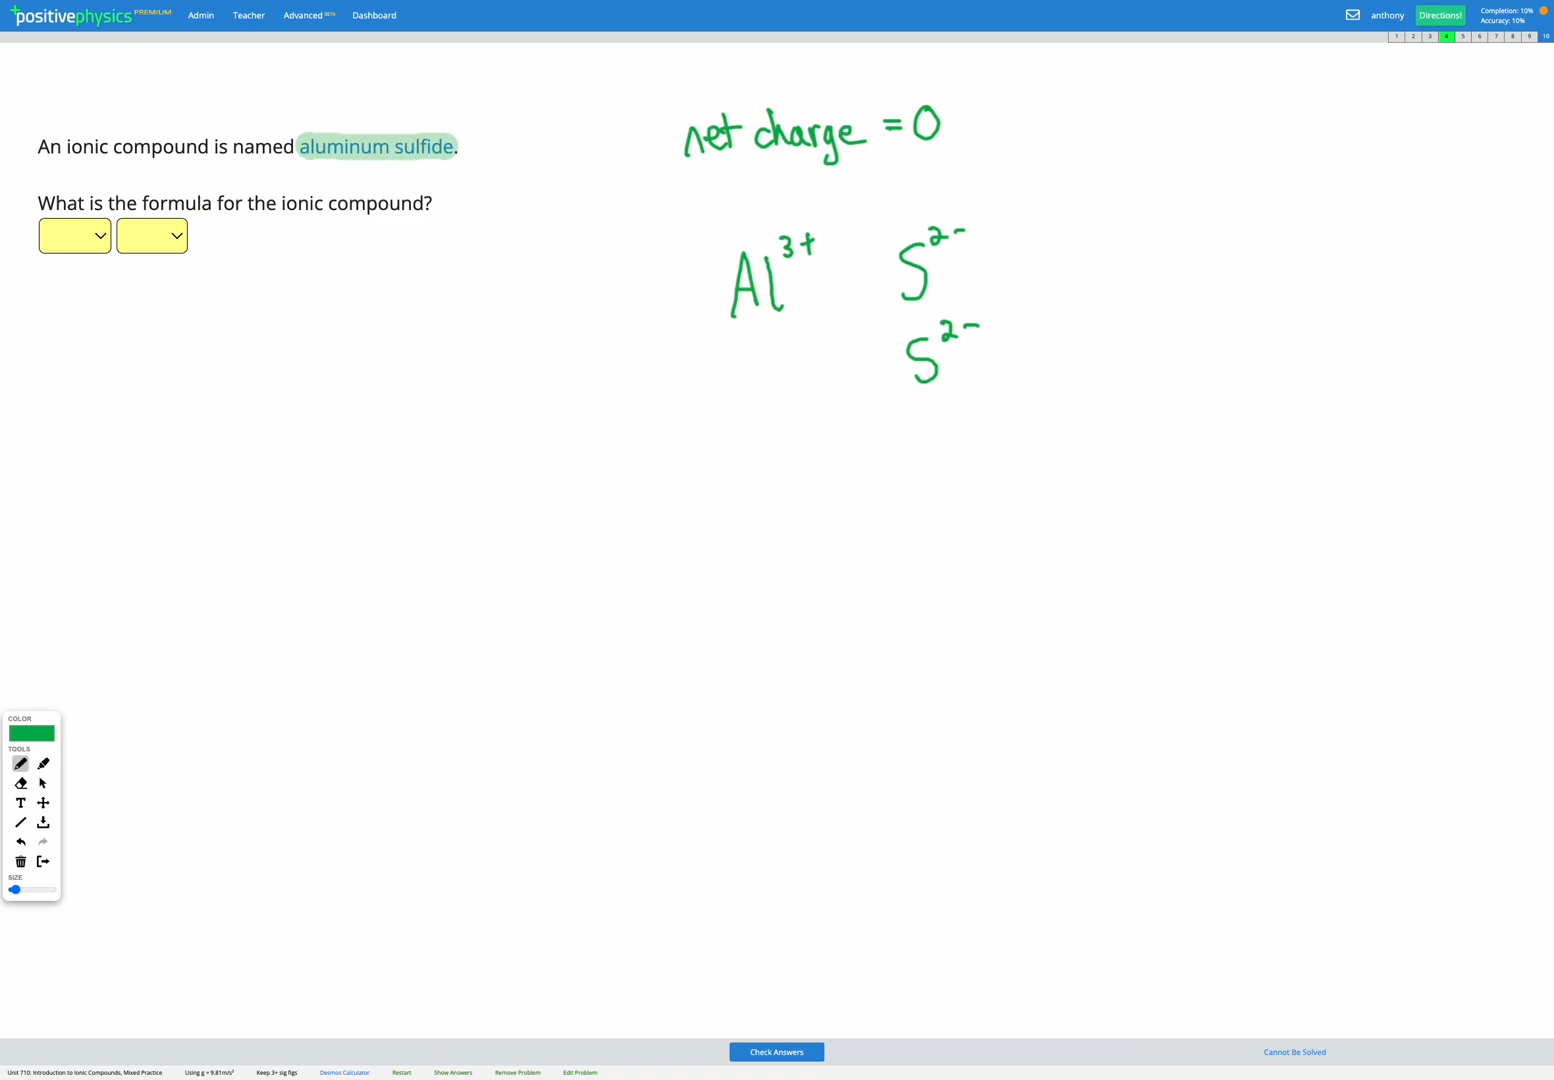 +positivephysics PREMIUM Admin Teacher Advanced BETA Dashboard anthony Directions! Completion: 10%
Accuracy: 10%
1 2 3 4 5 6 7 8 9 10
net charge = 0
An ionic compound is named aluminum sulfide.
What is the formula for the ionic compound?
Al³⁺ S²⁻
S²⁻
COLOR
TOOLS
T
SIZE
Check Answers Cannot Be Solved
Unit 710: Introduction to Ionic Compounds, Mixed Practice Using g = 9.81m/s² Keep 3+ sig figs Desmos Calculator Restart Show Answers Remove Problem Edit Problem